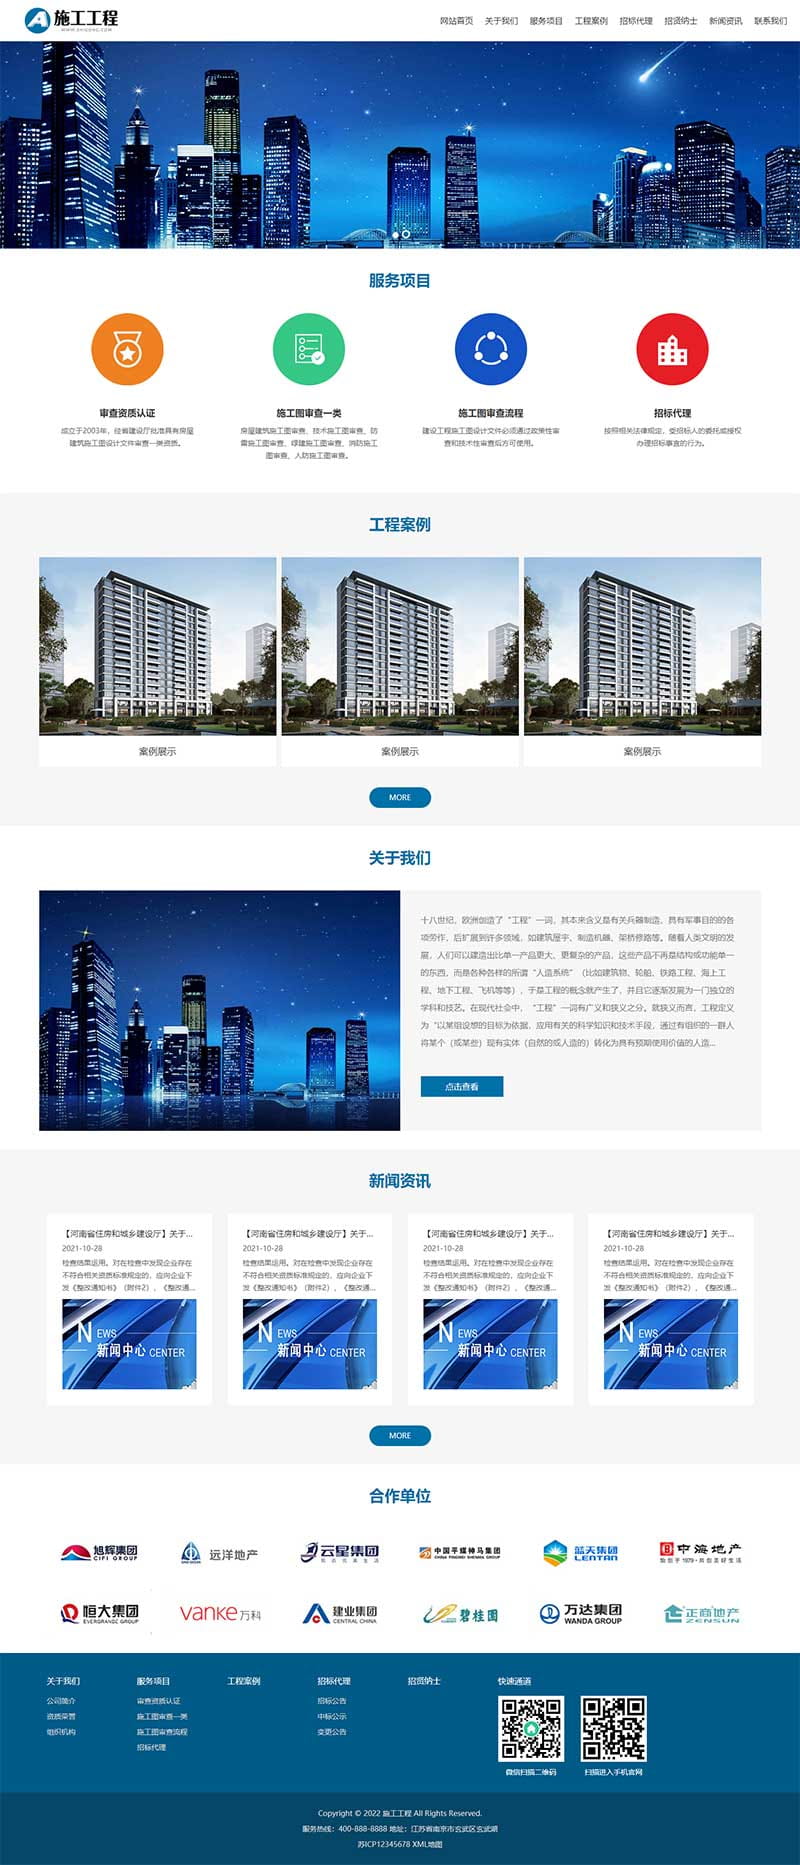 施工工程
WWW.SHIGONG.COM
网站首页 关于我们 服务项目 工程案例 招标代理 招贤纳士 新闻资讯 联系我们
服务项目
审查资质认证
成立于2003年，经省建设厅批准具有房屋
建筑施工图设计文件审查一类资质。
施工图审查一类
房屋建筑施工图审查、技术施工图审查、防
雷施工图审查、绿建施工图审查、消防施工
图审查、人防施工图审查。
施工图审查流程
建设工程施工图设计文件必须通过政策性审
查和技术性审查后方可使用。
招标代理
按照相关法律规定，受招标人的委托或授权
办理招标事宜的行为。
工程案例
案例展示
案例展示
案例展示
MORE
关于我们
十八世纪，欧洲创造了“工程”一词，其本来含义是有关兵器制造、具有军事目的的各
项劳作，后扩展到许多领域，如建筑屋宇、制造机器、架桥修路等。随着人类文明的发
展，人们可以建造出比单一产品更大、更复杂的产品，这些产品不再是结构或功能单一
的东西，而是各种各样的所谓“人造系统”（比如建筑物、轮船、铁路工程、海上工
程、地下工程、飞机等等），于是工程的概念就产生了，并且它逐渐发展为一门独立的
学科和技艺。在现代社会中，“工程”一词有广义和狭义之分。就狭义而言，工程定义
为“以某组设想的目标为依据，应用有关的科学知识和技术手段，通过有组织的一群人
将某个（或某些）现有实体（自然的或人造的）转化为具有预期使用价值的人造...
点击查看
新闻资讯
【河南省住房和城乡建设厅】关于...
2021-10-28
检查结果运用。对在检查中发现企业存在
不符合相关资质标准规定的，应向企业下
发《整改通知书》（附件2），《整改通...
NEWS
新闻中心 CENTER
【河南省住房和城乡建设厅】关于...
2021-10-28
检查结果运用。对在检查中发现企业存在
不符合相关资质标准规定的，应向企业下
发《整改通知书》（附件2），《整改通...
NEWS
新闻中心 CENTER
【河南省住房和城乡建设厅】关于...
2021-10-28
检查结果运用。对在检查中发现企业存在
不符合相关资质标准规定的，应向企业下
发《整改通知书》（附件2），《整改通...
NEWS
新闻中心 CENTER
【河南省住房和城乡建设厅】关于...
2021-10-28
检查结果运用。对在检查中发现企业存在
不符合相关资质标准规定的，应向企业下
发《整改通知书》（附件2），《整改通...
NEWS
新闻中心 CENTER
MORE
合作单位
旭辉集团
CIFI GROUP
远洋地产
云星集团
中国平煤神马集团
CHINA PINGMEI SHENMA GROUP
蓝天集团
LENTAN
中海地产
恒大集团
EVERGRANDE GROUP
vanke万科
建业集团
CENTRAL CHINA
碧桂园
万达集团
WANDA GROUP
正商地产
ZENSUN
关于我们
公司简介
资质荣誉
组织机构
服务项目
审查资质认证
施工图审查一类
施工图审查流程
招标代理
工程案例
招标代理
招标公告
中标公示
变更公告
招贤纳士
快速通道
微信扫描二维码
扫描进入手机官网
Copyright © 2022 施工工程 All Rights Reserved.
服务热线：400-888-8888 地址：江苏省南京市玄武区玄武湖
苏ICP12345678 XML地图